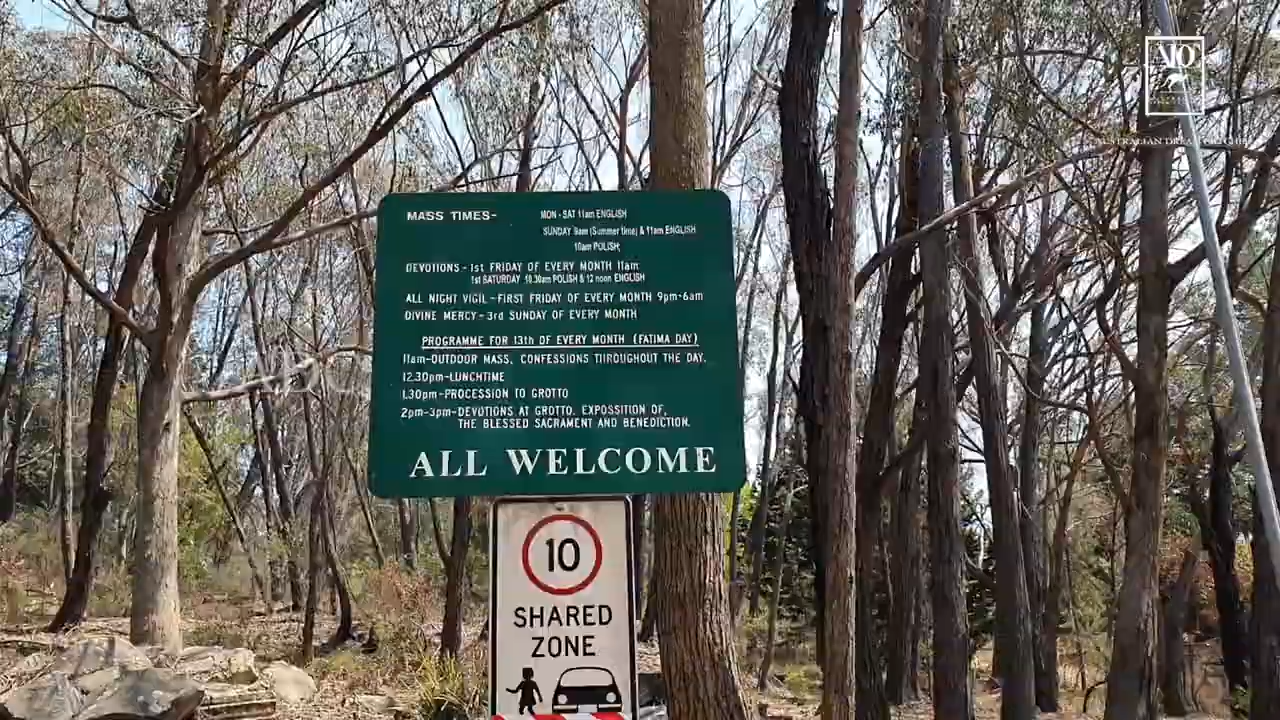 MASS TIMES- MON - SAT 11am ENGLISH
SUNDAY 9am (Summer time) & 11am ENGLISH
10am POLISH;
DEVOTIONS - 1st FRIDAY OF EVERY MONTH 11am
1st SATURDAY 10.30am POLISH & 12 noon ENGLISH
ALL NIGHT VIGIL - FIRST FRIDAY OF EVERY MONTH 9pm-6am
DIVINE MERCY - 3rd SUNDAY OF EVERY MONTH
PROGRAMME FOR 13th OF EVERY MONTH (FATIMA DAY)
11am-OUTDOOR MASS. CONFESSIONS THROUGHOUT THE DAY.
12.30pm-LUNCHTIME
1.30pm-PROCESSION TO GROTTO
2pm-3pm-DEVOTIONS AT GROTTO. EXPOSITION OF,
THE BLESSED SACRAMENT AND BENEDICTION.
ALL WELCOME
10
SHARED
ZONE
AUSTRALIAN